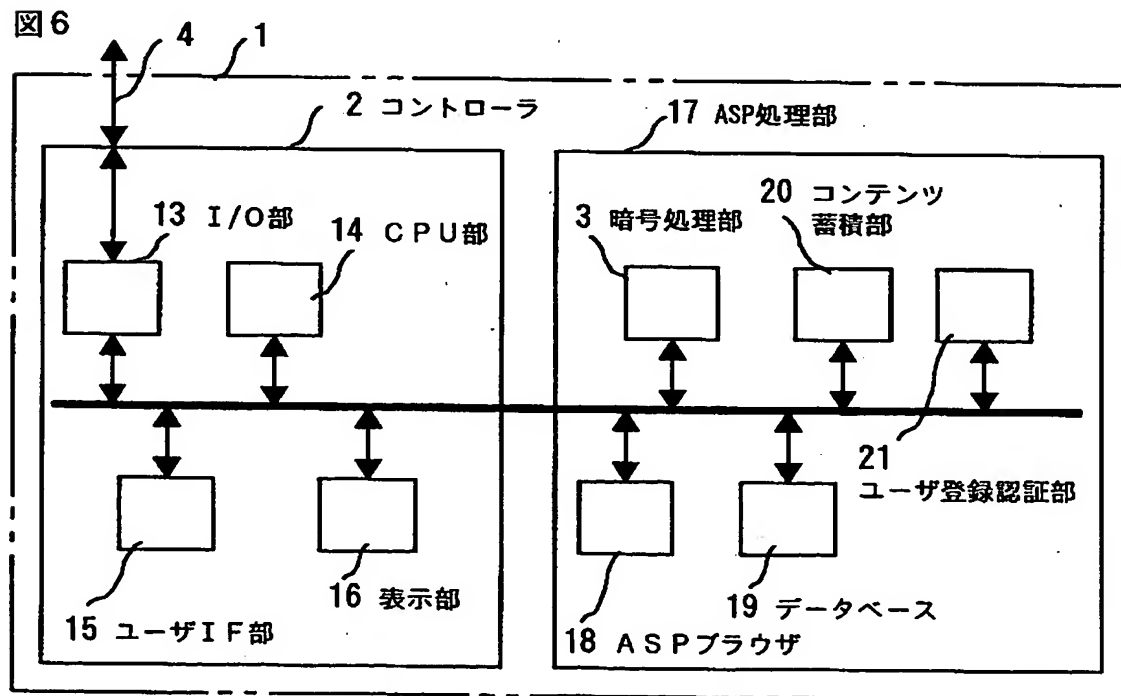 図6
4
1
2 コントローラ
17 ASP処理部
13 I/O部
14 CPU部
3 暗号処理部
20 コンテンツ
蓄積部
15 ユーザIF部
16 表示部
18 ASPブラウザ
19 データベース
21
ユーザ登録認証部